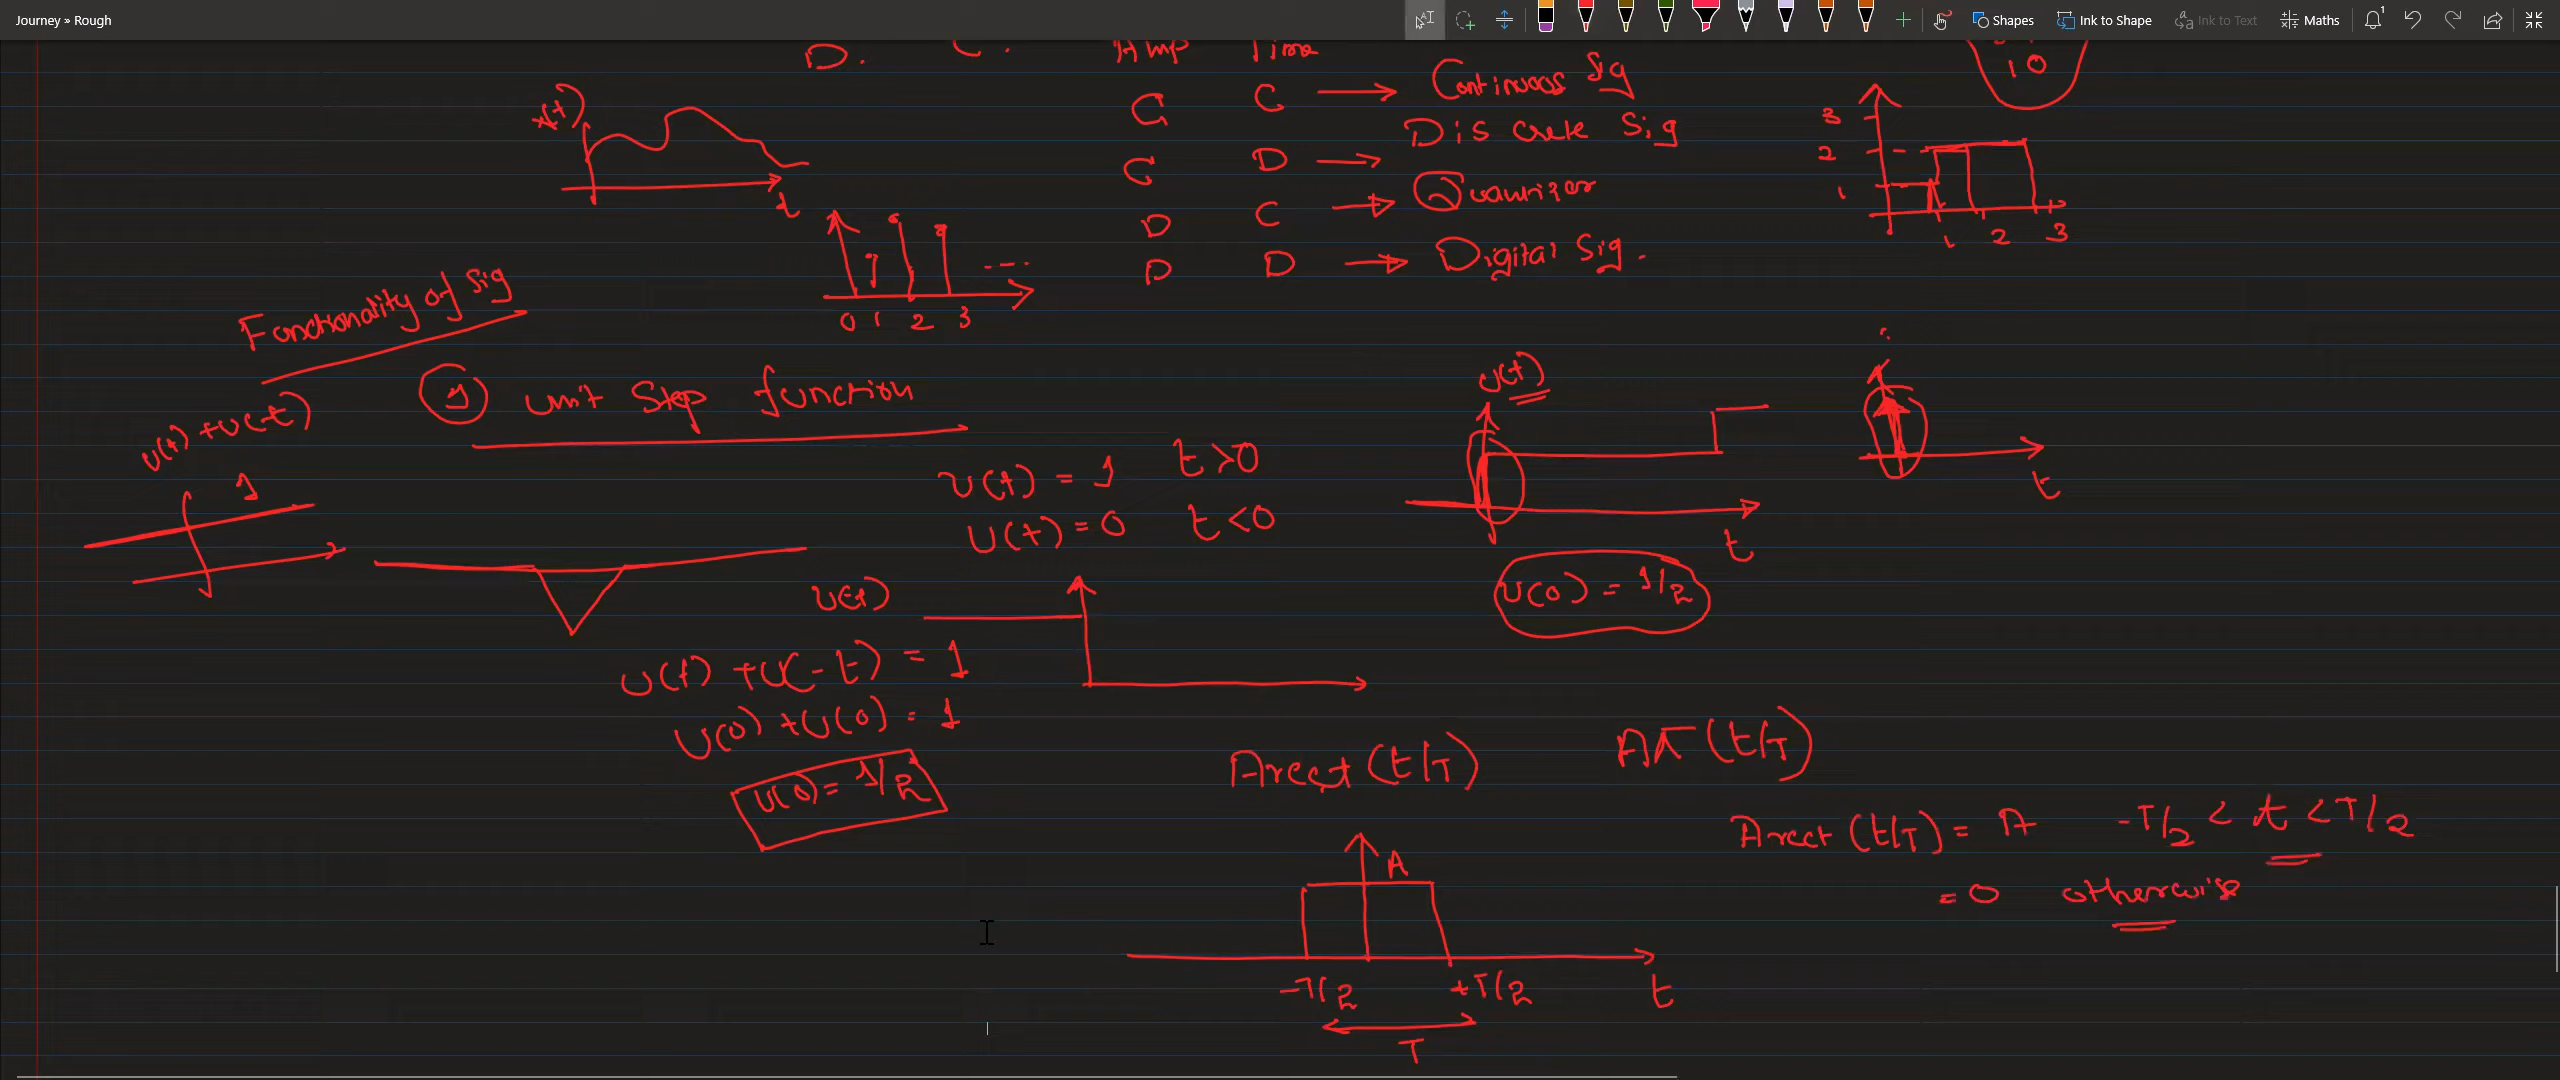 Journey » Rough
Shapes Ink to Shape Ink to Text Maths
D. C. Amp Time
C C → Continuous Sig
C D → Discrete Sig
D C → Quantizer
D D → Digital Sig.
x(t)
t
0 1 2 3
10
3
2
1
1 2 3
Functionality of Sig
1) Unit Step function
u(t) + u(-t)
1
u(t) = 1 t>0
u(t) = 0 t<0
u(t)
t
t
u(0) = 1/2
u(t)
u(t) + u(-t) = 1
u(0) + u(0) = 1
u(0) = 1/2
A rect (t/T) Aπ (t/T)
A rect (t/T) = A -T/2 < t < T/2
= 0 otherwise
A
-T/2 +T/2 t
T